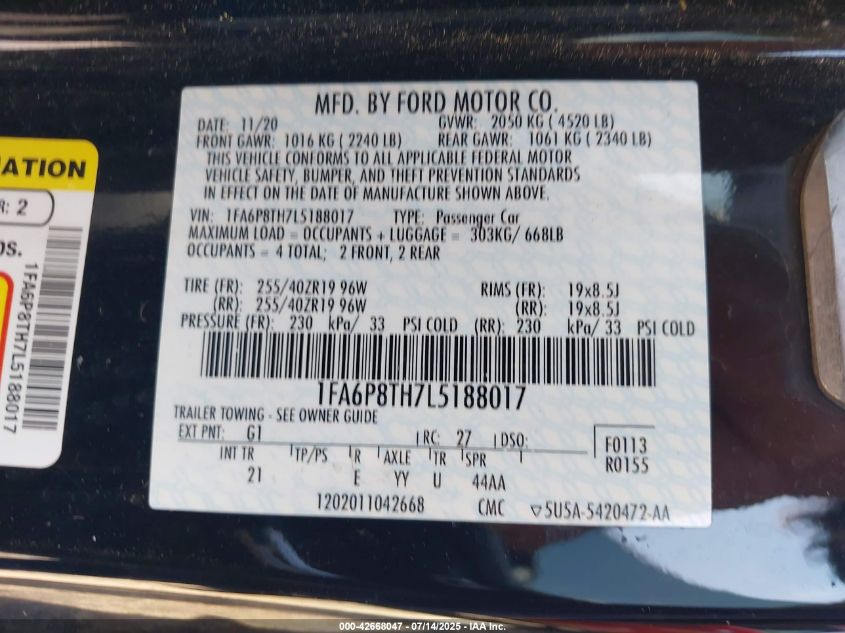 MFD. BY FORD MOTOR CO.
DATE: 11/20 GVWR: 2050 KG ( 4520 LB)
FRONT GAWR: 1016 KG ( 2240 LB) REAR GAWR: 1061 KG ( 2340 LB)
THIS VEHICLE CONFORMS TO ALL APPLICABLE FEDERAL MOTOR
VEHICLE SAFETY, BUMPER, AND THEFT PREVENTION STANDARDS
IN EFFECT ON THE DATE OF MANUFACTURE SHOWN ABOVE.
VIN: 1FA6P8TH7L5188017 TYPE: Passenger Car
MAXIMUM LOAD = OCCUPANTS + LUGGAGE = 303KG/ 668LB
OCCUPANTS = 4 TOTAL; 2 FRONT, 2 REAR
TIRE (FR): 255/40ZR19 96W RIMS (FR): 19x8.5J
(RR): 255/40ZR19 96W (RR): 19x8.5J
PRESSURE (FR): 230 kPa/ 33 PSI COLD (RR): 230 kPa/ 33 PSI COLD
1FA6P8TH7L5188017
TRAILER TOWING - SEE OWNER GUIDE
EXT PNT: G1 RC: 27 DSO: F0113
INT TR TP/PS R AXLE TR SPR R0155
21 E YY U 44AA
1202011042668 CMC ▽5U5A-5420472-AA
ATION
R: 2
OS.
1FA6P8TH7L5188017
000-42668047 - 07/14/2025 - IAA Inc.